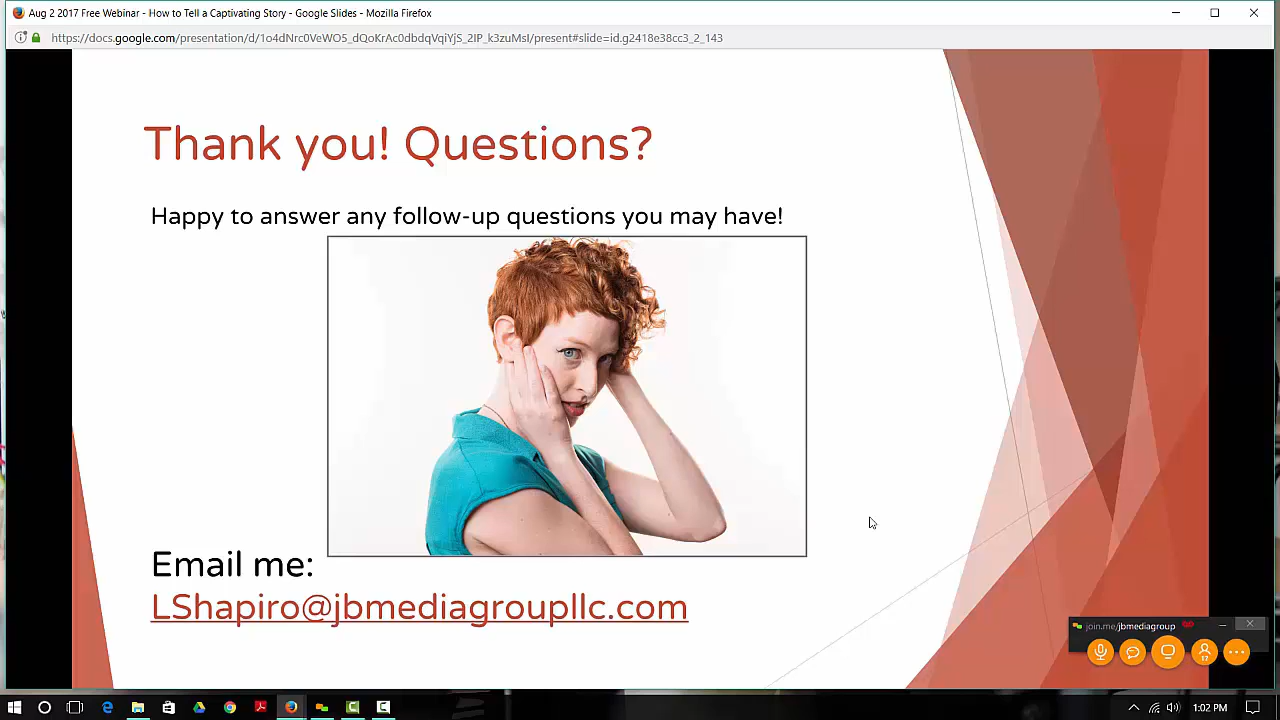 Aug 2 2017 Free Webinar - How to Tell a Captivating Story - Google Slides - Mozilla Firefox
https://docs.google.com/presentation/d/1o4dNrc0VeWO5_dQoKrAc0dbdqVqiYjS_2IP_k3zuMsI/present#slide=id.g2418e38cc3_2_143
Thank you! Questions?
Happy to answer any follow-up questions you may have!
Email me:
LShapiro@jbmediagroupllc.com
join.me/jbmediagroup
17
1:02 PM